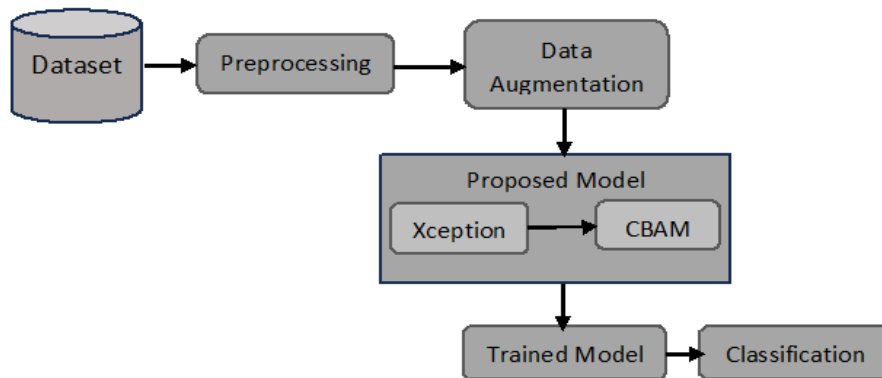 Dataset
Preprocessing
Data
Augmentation
Proposed Model
Xception
CBAM
Trained Model
Classification